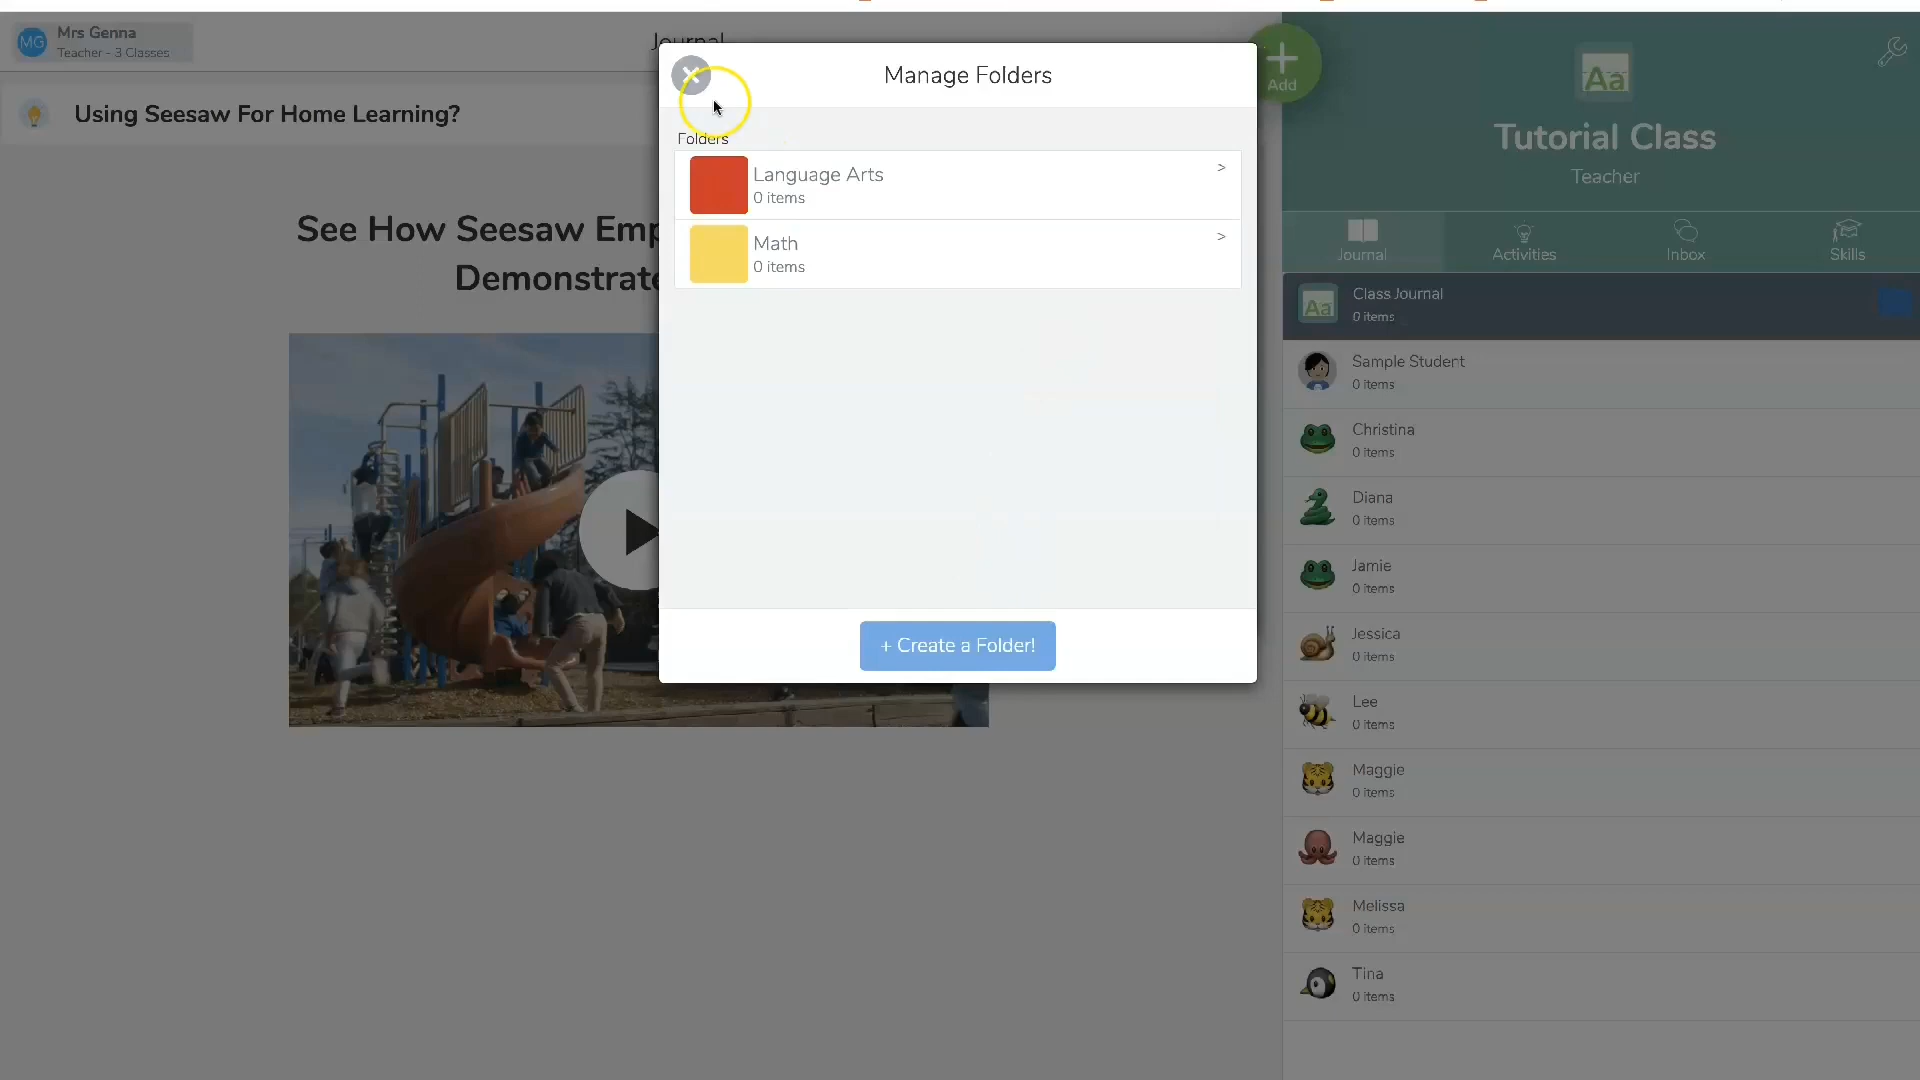 MG
Mrs Genna
Teacher - 3 Classes
Journal
Using Seesaw For Home Learning?
See How Seesaw Emp
Demonstrate
Manage Folders
Folders
Language Arts
0 items
>
Math
0 items
>
+ Create a Folder!
Add
Aa
Tutorial Class
Teacher
Journal
Activities
Inbox
Skills
Aa
Class Journal
0 items
Sample Student
0 items
Christina
0 items
Diana
0 items
Jamie
0 items
Jessica
0 items
Lee
0 items
Maggie
0 items
Maggie
0 items
Melissa
0 items
Tina
0 items